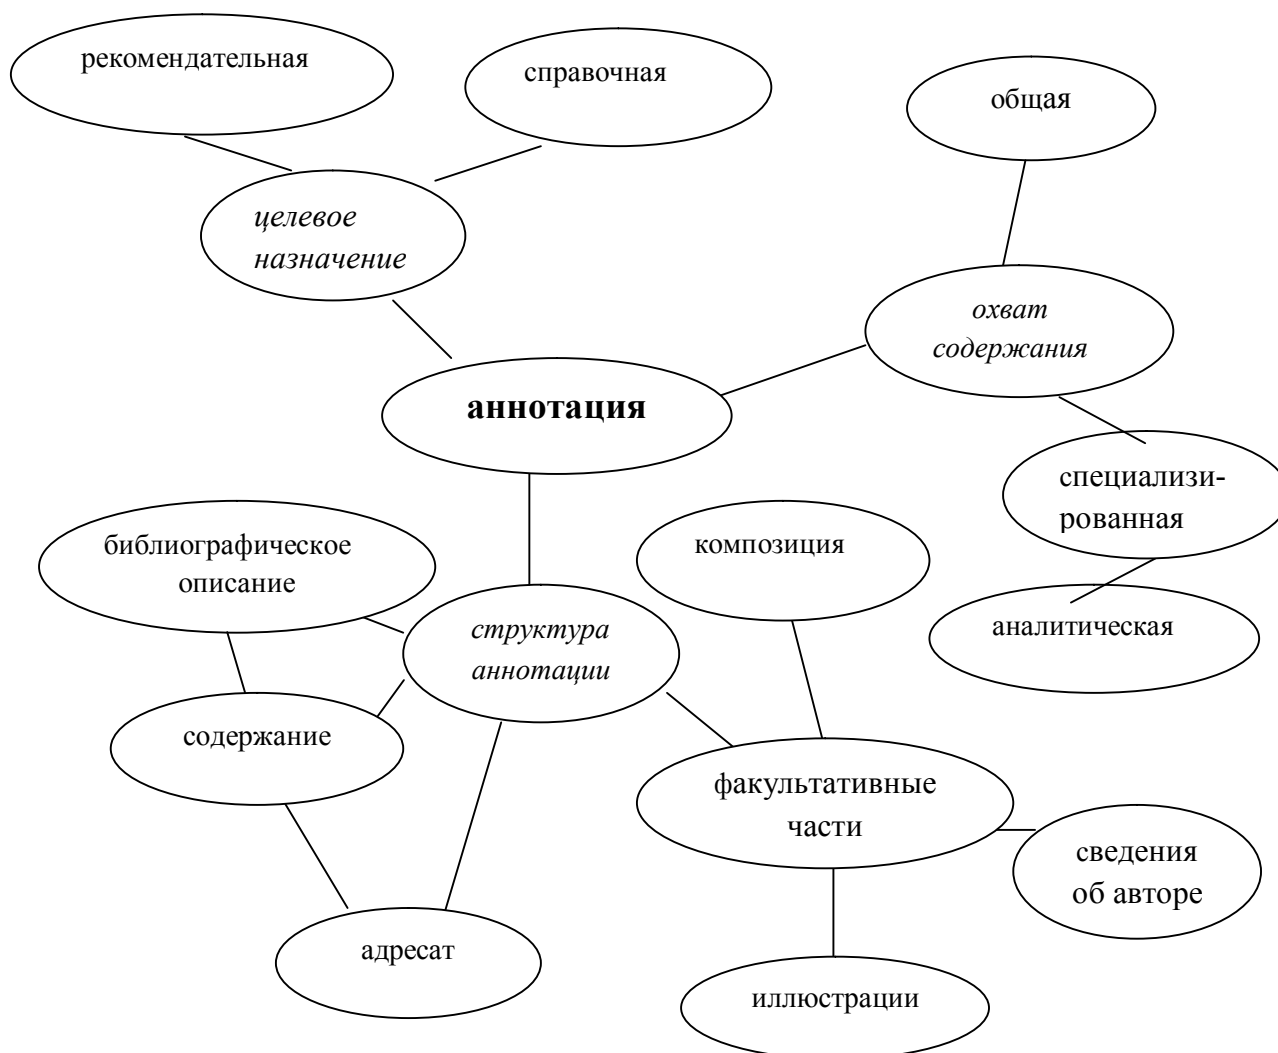 рекомендательная
справочная
общая
целевое
назначение
охват
содержания
аннотация
специализи-
рованная
библиографическое
описание
композиция
структура
аннотации
аналитическая
содержание
факультативные
части
сведения
об авторе
адресат
иллюстрации